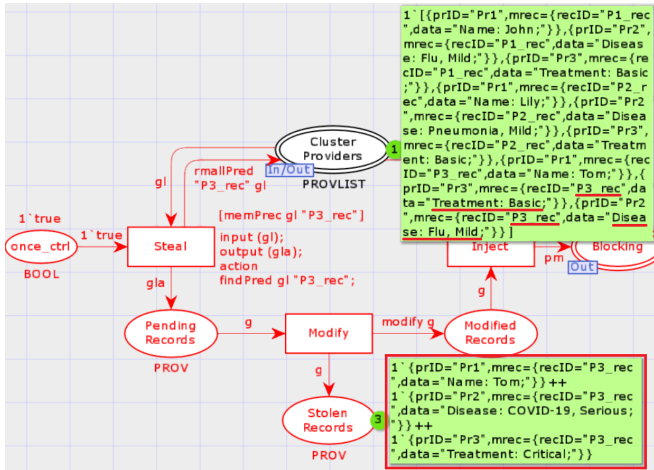 1`[{prID="Pr1",mrec={recID="P1_rec
",data="Name: John;"}},{prID="Pr2",
mrec={recID="P1_rec",data="Diseas
e: Flu, Mild;"}},{prID="Pr3",mrec={re
cID="P1_rec",data="Treatment: Basic
;"}},{prID="Pr1",mrec={recID="P2_r
ec",data="Name: Lily;"}},{prID="Pr2
",mrec={recID="P2_rec",data="Disea
se: Pneumonia, Mild;"}},{prID="Pr3",
mrec={recID="P2_rec",data="Treatm
ent: Basic;"}},{prID="Pr1",mrec={rec
ID="P3_rec",data="Name: Tom;"}},{
prID="Pr3",mrec={recID="P3_rec",da
ta="Treatment: Basic;"}},{prID="Pr2
",mrec={recID="P3_rec",data="Disea
se: Flu, Mild;"}}]
Cluster
Providers
1
In/Out
PROVLIST
rmallPred
"P3_rec" gl
gl
[memPrec gl "P3_rec"]
1`true
1`true
once_ctrl
BOOL
Steal
input (gl);
output (gla);
action
findPred gl "P3_rec";
Inject
pm
Blocking
Out
gla
g
Pending
Records
PROV
g
Modify
modify g
Modified
Records
g
Stolen
Records
3
PROV
1`{prID="Pr1",mrec={recID="P3_rec
",data="Name: Tom;"}}++
1`{prID="Pr2",mrec={recID="P3_rec
",data="Disease: COVID-19, Serious;
"}}++
1`{prID="Pr3",mrec={recID="P3_rec
",data="Treatment: Critical;"}}